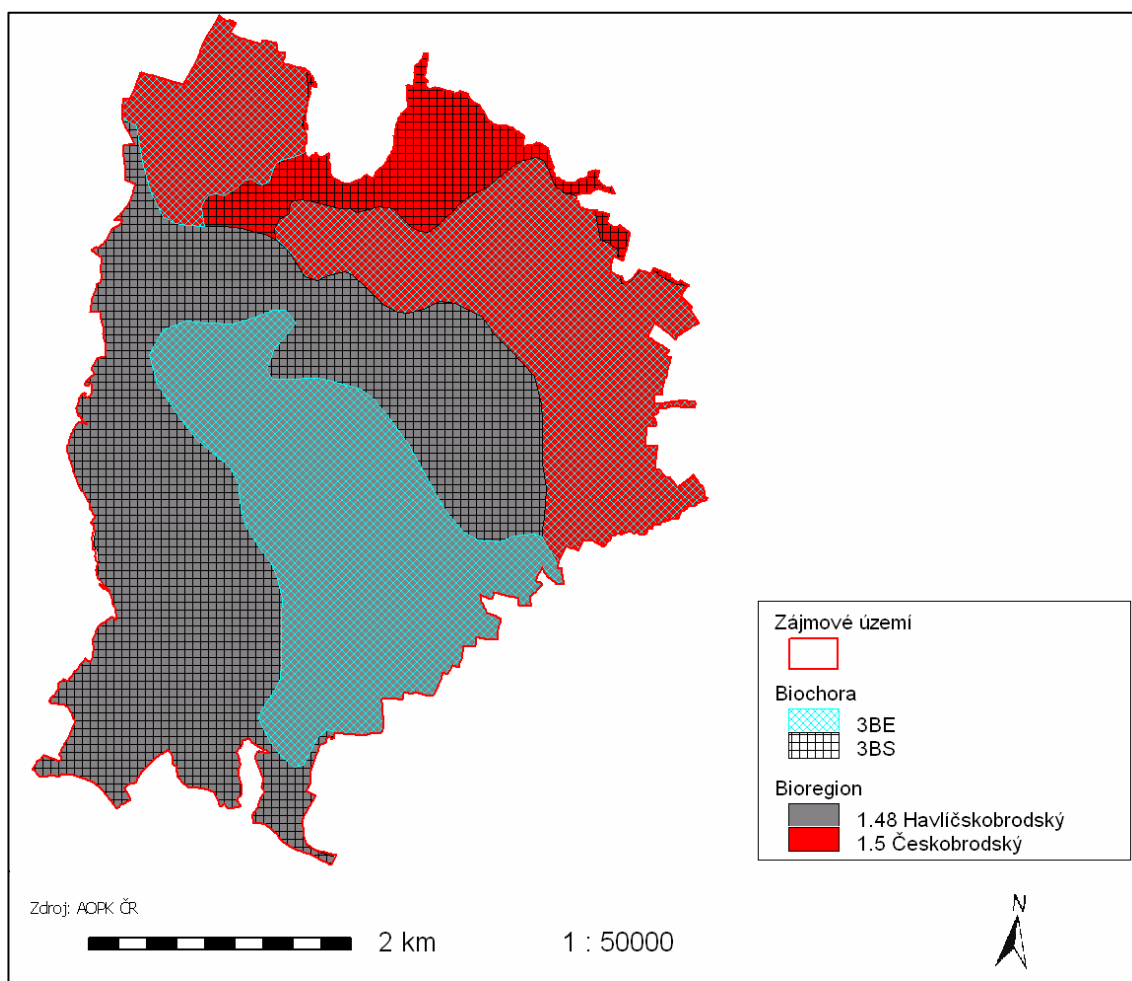 Zájmové území
Biochora
3BE
3BS
Bioregion
1.48 Havlíčskobrodský
1.5 Českobrodský
Zdroj: AOPK ČR
2 km 1 : 50000
N